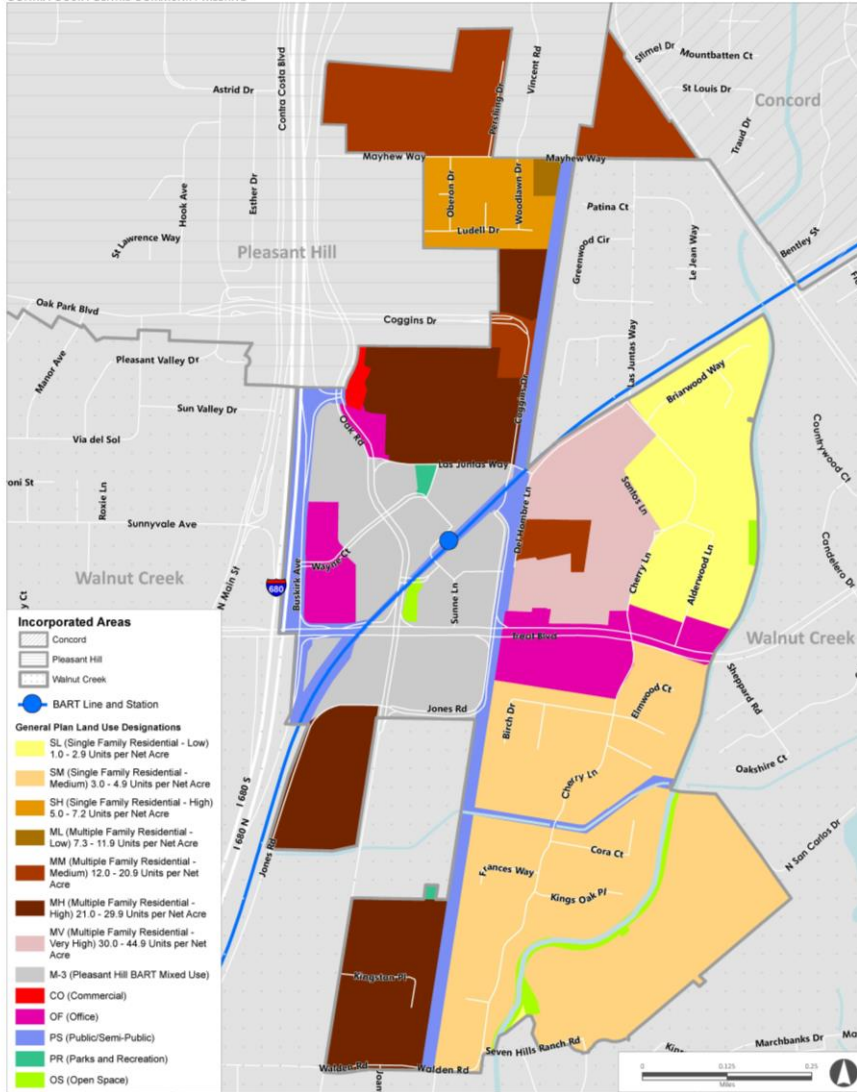 Stimel Dr
Mountbatten Ct
Vincent Rd
Contra Costa Blvd
Astrid Dr
St Louis Dr
Concord
Pershing Dr
Traud Dr
Mayhew Way
Mayhew Way
Hook Ave
Esther Dr
Oberon Dr
Woodlawn Dr
Patina Ct
St Lawrence Way
Ludell Dr
Greenwood Cir
Le Jean Way
Bentley St
Pleasant Hill
Oak Park Blvd
Coggins Dr
Manor Ave
Pleasant Valley Dr
Las Juntas Way
Briarwood Way
Coggins Dr
Sun Valley Dr
Oak Rd
Via del Sol
Las Juntas Way
Countrywood Ct
Roxie Ln
Santos Ln
Sunnyvale Ave
Del Hombre Ln
Candelero Dr
Wayne Ct
Cherry Ln
Alderwood Ln
Walnut Creek
N Main St
680
Buskirk Ave
Sunne Ln
Treat Blvd
Walnut Creek
Sheppard Rd
Elmwood Ct
Jones Rd
Birch Dr
Oakshire Ct
Cherry Ln
I 680 S
I 680 N
Jones Rd
N San Carlos Dr
Cora Ct
Frances Way
Kings Oak Pl
Kingston Pl
Seven Hills Ranch Rd
Marchbanks Dr
Walden Rd
Walden Rd
Incorporated Areas
Concord
Pleasant Hill
Walnut Creek
BART Line and Station
General Plan Land Use Designations
SL (Single Family Residential - Low)
1.0 - 2.9 Units per Net Acre
SM (Single Family Residential -
Medium) 3.0 - 4.9 Units per Net Acre
SH (Single Family Residential - High)
5.0 - 7.2 Units per Net Acre
ML (Multiple Family Residential -
Low) 7.3 - 11.9 Units per Net Acre
MM (Multiple Family Residential -
Medium) 12.0 - 20.9 Units per Net
Acre
MH (Multiple Family Residential -
High) 21.0 - 29.9 Units per Net Acre
MV (Multiple Family Residential -
Very High) 30.0 - 44.9 Units per Net
Acre
M-3 (Pleasant Hill BART Mixed Use)
CO (Commercial)
OF (Office)
PS (Public/Semi-Public)
PR (Parks and Recreation)
OS (Open Space)
0 0.125 0.25
Miles